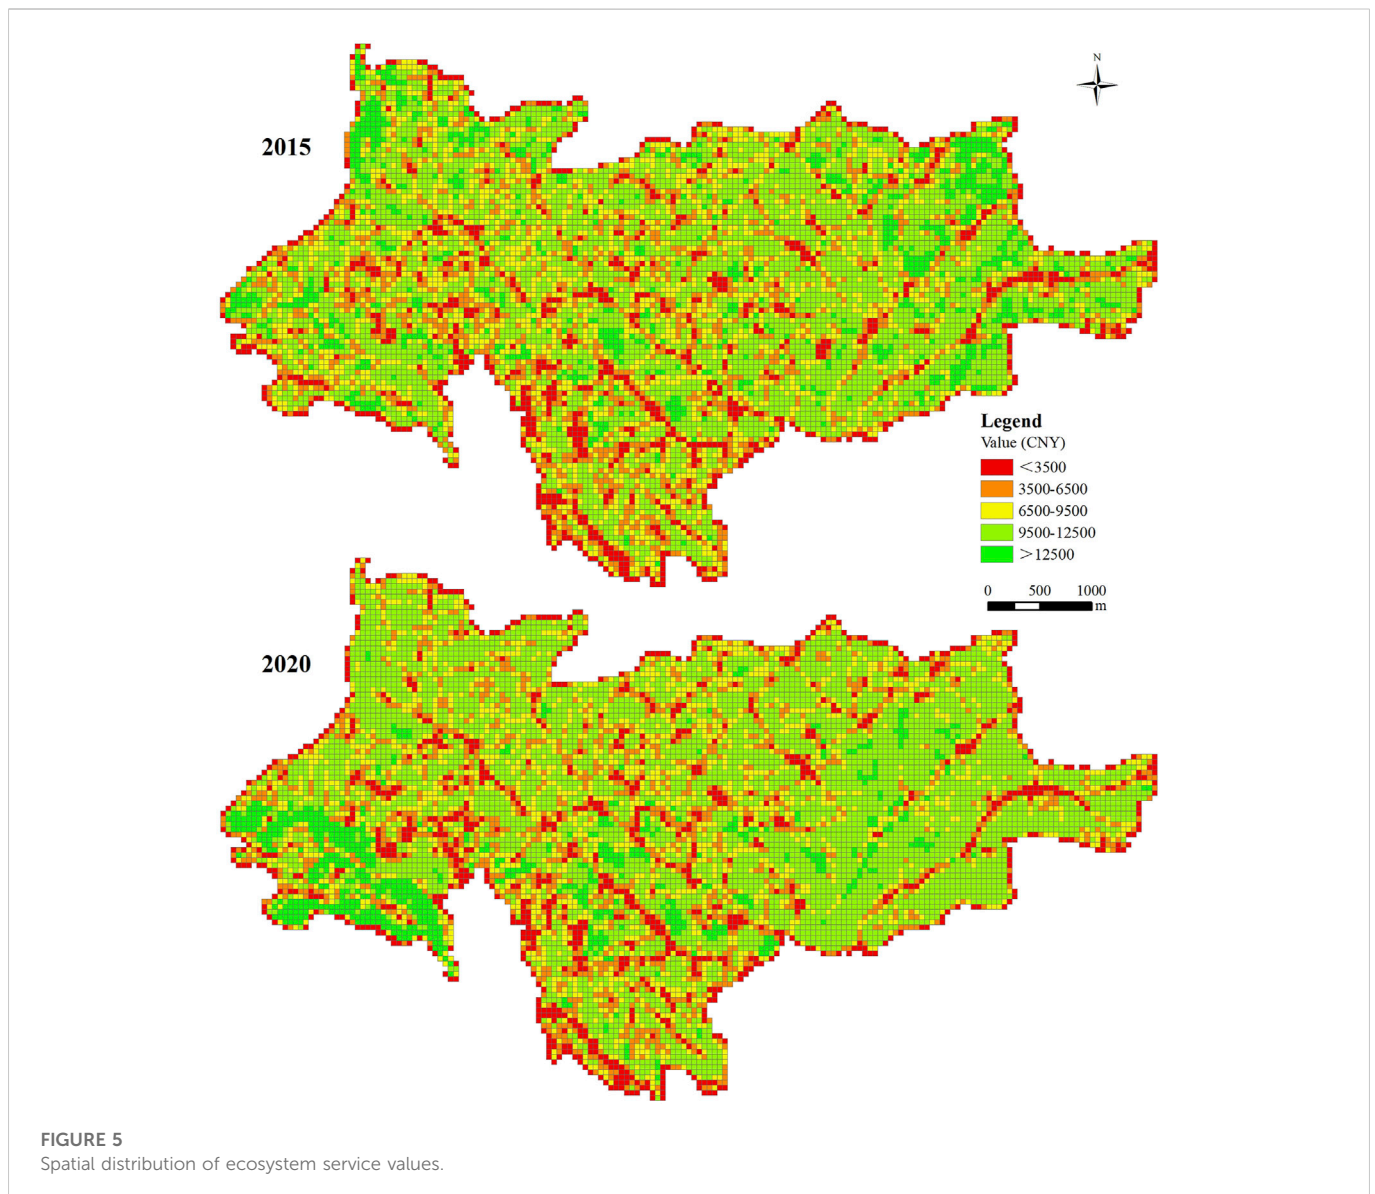 N
2015
Legend
Value (CNY)
<3500
3500-6500
6500-9500
9500-12500
>12500
0 500 1000
m
2020
FIGURE 5
Spatial distribution of ecosystem service values.